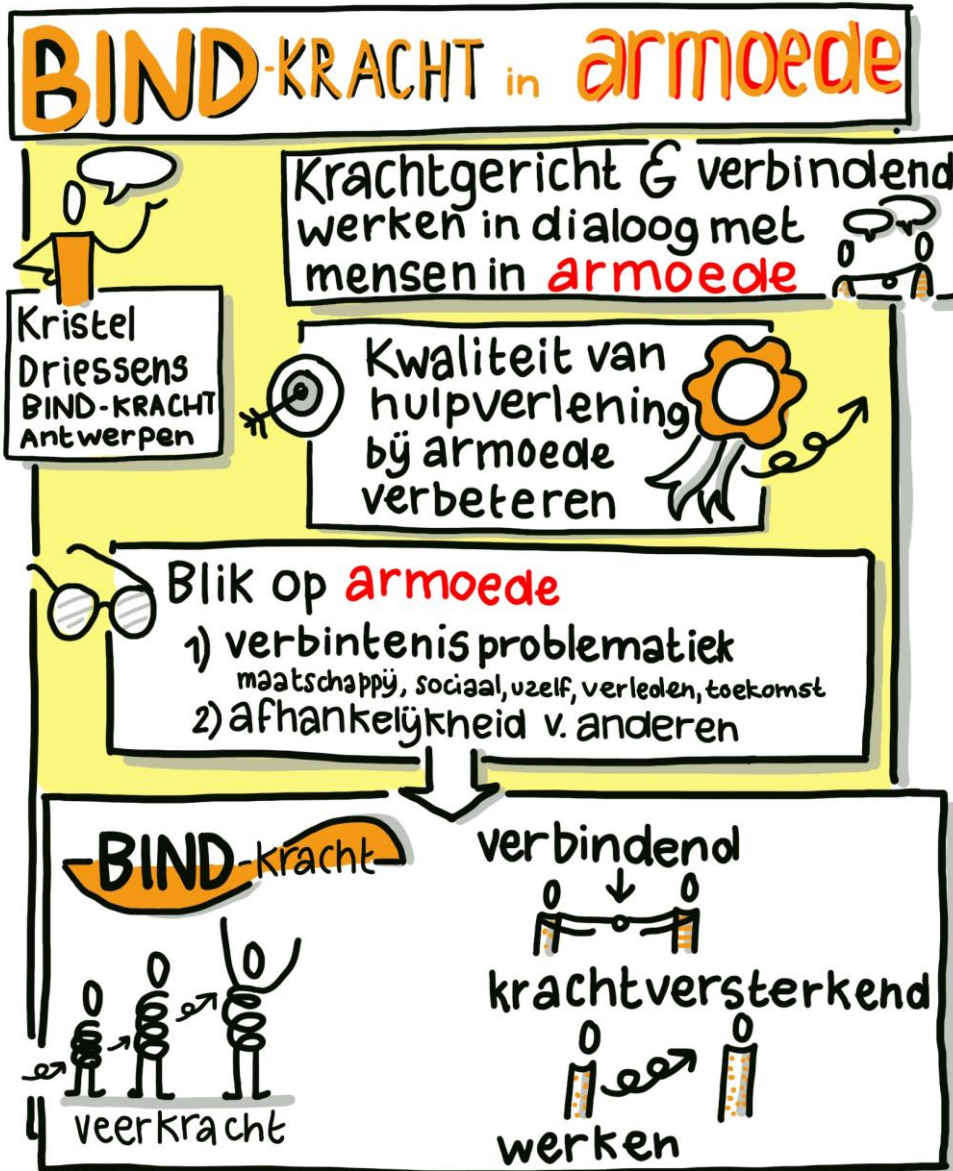 BIND-KRACHT in armoede
Krachtgericht & verbindend
werken in dialoog met
mensen in armoede
Kristel
Driessens
BIND-KRACHT
Antwerpen
Kwaliteit van
hulpverlening
bij armoede
verbeteren
Blik op armoede
1) verbintenis problematiek
maatschappij, sociaal, uzelf, verleden, toekomst
2) afhankelijkheid v. anderen
BIND-kracht
veerkracht
verbindend
krachtversterkend
werken